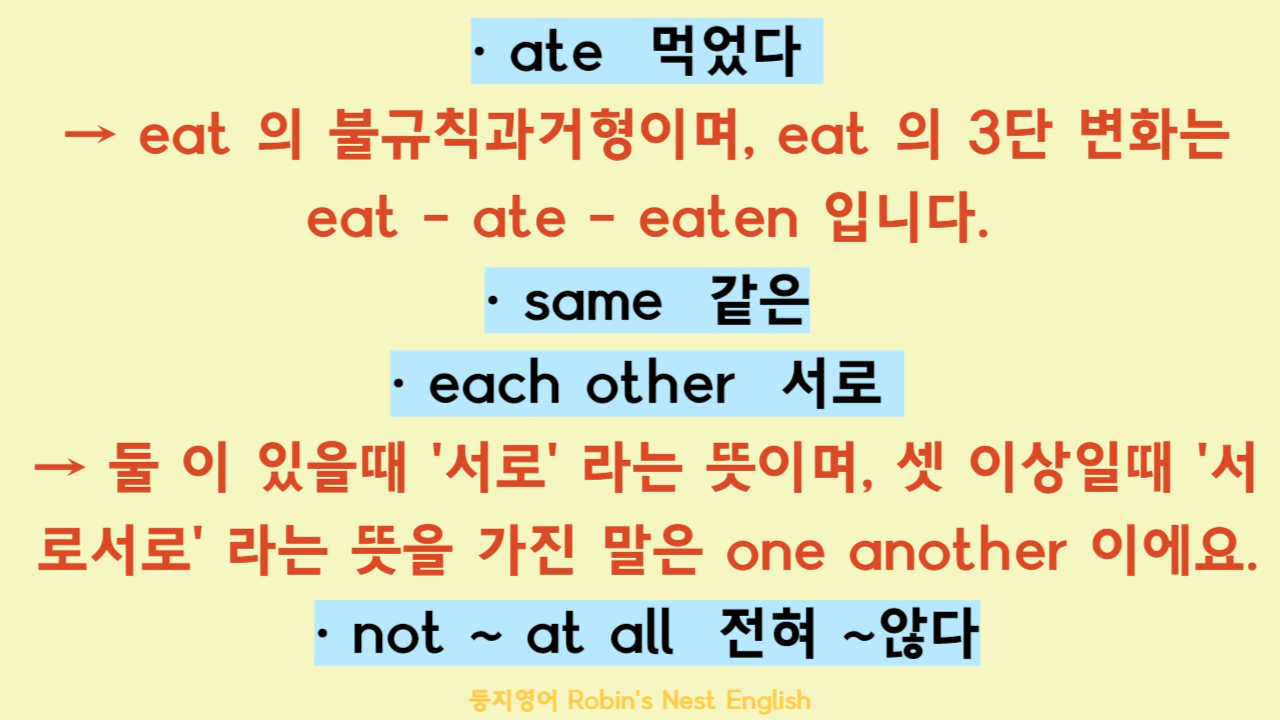 · ate 먹었다
→ eat 의 불규칙과거형이며, eat 의 3단 변화는
eat - ate - eaten 입니다.
· same 같은
· each other 서로
→ 둘 이 있을때 '서로' 라는 뜻이며, 셋 이상일때 '서
로서로' 라는 뜻을 가진 말은 one another 이에요.
· not ~ at all 전혀 ~않다
둥지영어 Robin's Nest English